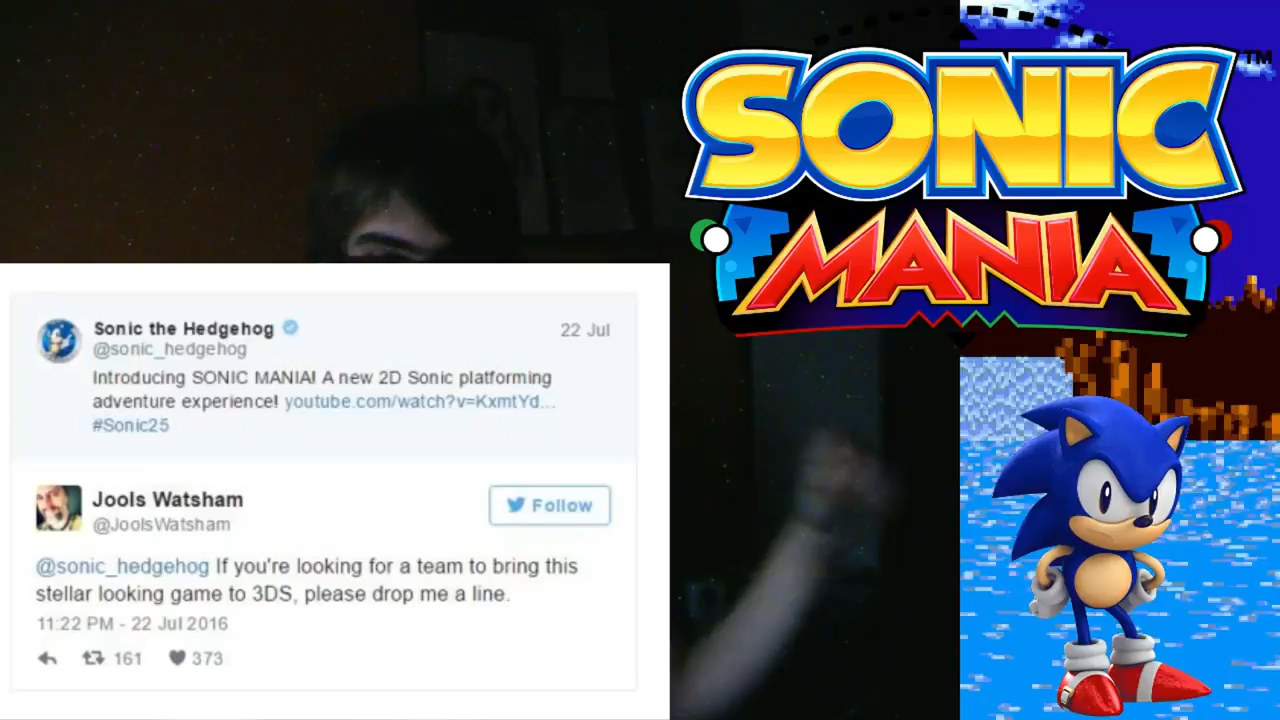 SONIC
TM
MANIA
Sonic the Hedgehog
22 Jul
@sonic_hedgehog
Introducing SONIC MANIA! A new 2D Sonic platforming
adventure experience! youtube.com/watch?v=KxmtYd...
#Sonic25
Jools Watsham
Follow
@JoolsWatsham
@sonic_hedgehog If you're looking for a team to bring this
stellar looking game to 3DS, please drop me a line.
11:22 PM - 22 Jul 2016
161
373